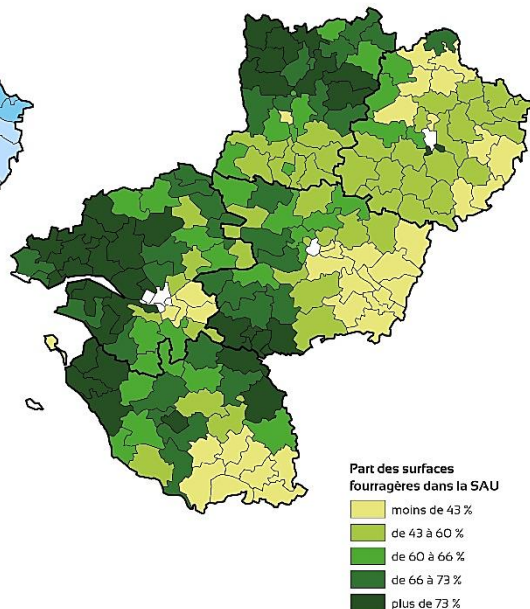 Part des surfaces
fourragères dans la SAU
moins de 43 %
de 43 à 60 %
de 60 à 66 %
de 66 à 73 %
plus de 73 %